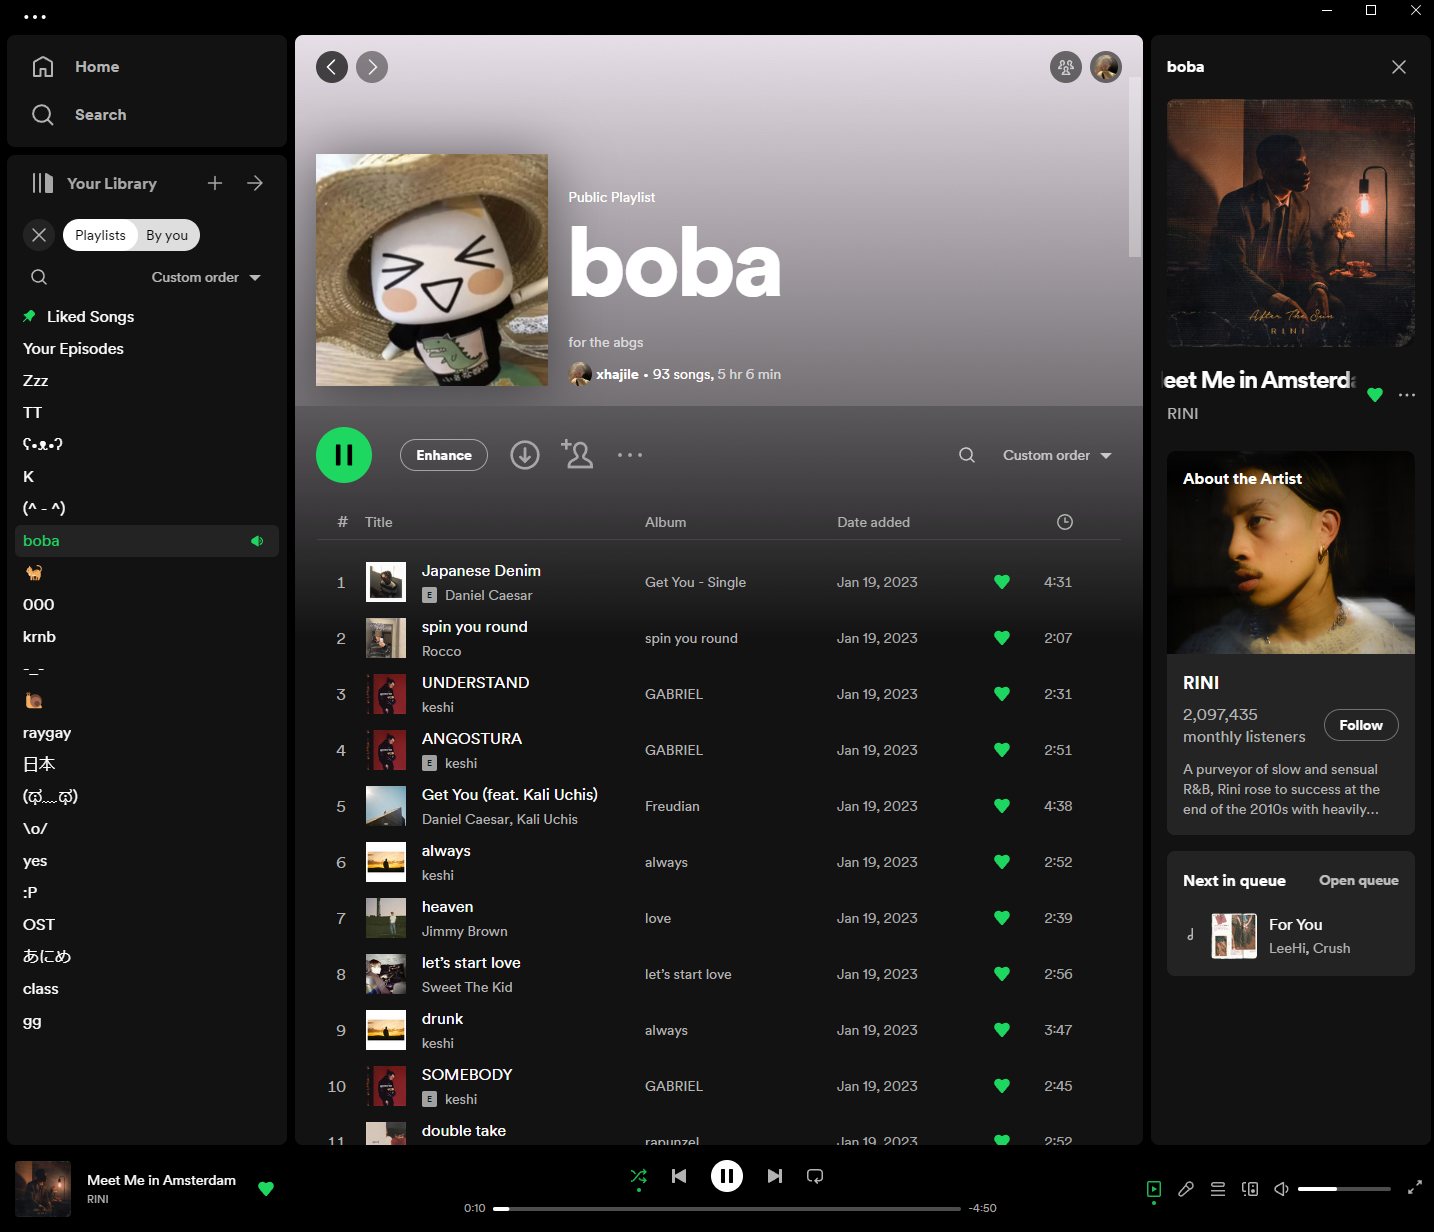 Home
Search
Your Library
Playlists
By you
Custom order
Liked Songs
Your Episodes
Zzz
TT
ʕ•ᴥ•ʔ
K
(^ - ^)
boba
000
krnb
-_-
raygay
日本
(ಥ﹏ಥ)
\o/
yes
:P
OST
あにめ
class
gg
Public Playlist
boba
for the abgs
xhajile • 93 songs, 5 hr 6 min
Enhance
Custom order
# Title Album Date added
1 Japanese Denim Get You - Single Jan 19, 2023 4:31
E Daniel Caesar
2 spin you round spin you round Jan 19, 2023 2:07
Rocco
3 UNDERSTAND GABRIEL Jan 19, 2023 2:31
keshi
4 ANGOSTURA GABRIEL Jan 19, 2023 2:51
E keshi
5 Get You (feat. Kali Uchis) Freudian Jan 19, 2023 4:38
Daniel Caesar, Kali Uchis
6 always always Jan 19, 2023 2:52
keshi
7 heaven love Jan 19, 2023 2:39
Jimmy Brown
8 let's start love let's start love Jan 19, 2023 2:56
Sweet The Kid
9 drunk always Jan 19, 2023 3:47
keshi
10 SOMEBODY GABRIEL Jan 19, 2023 2:45
E keshi
11 double take rapunzel Jan 19, 2023 2:52
boba
After The Sun
RINI
eet Me in Amsterda
RINI
About the Artist
RINI
2,097,435
monthly listeners
Follow
A purveyor of slow and sensual
R&B, Rini rose to success at the
end of the 2010s with heavily...
Next in queue
Open queue
For You
LeeHi, Crush
Meet Me in Amsterdam
RINI
0:10
-4:50